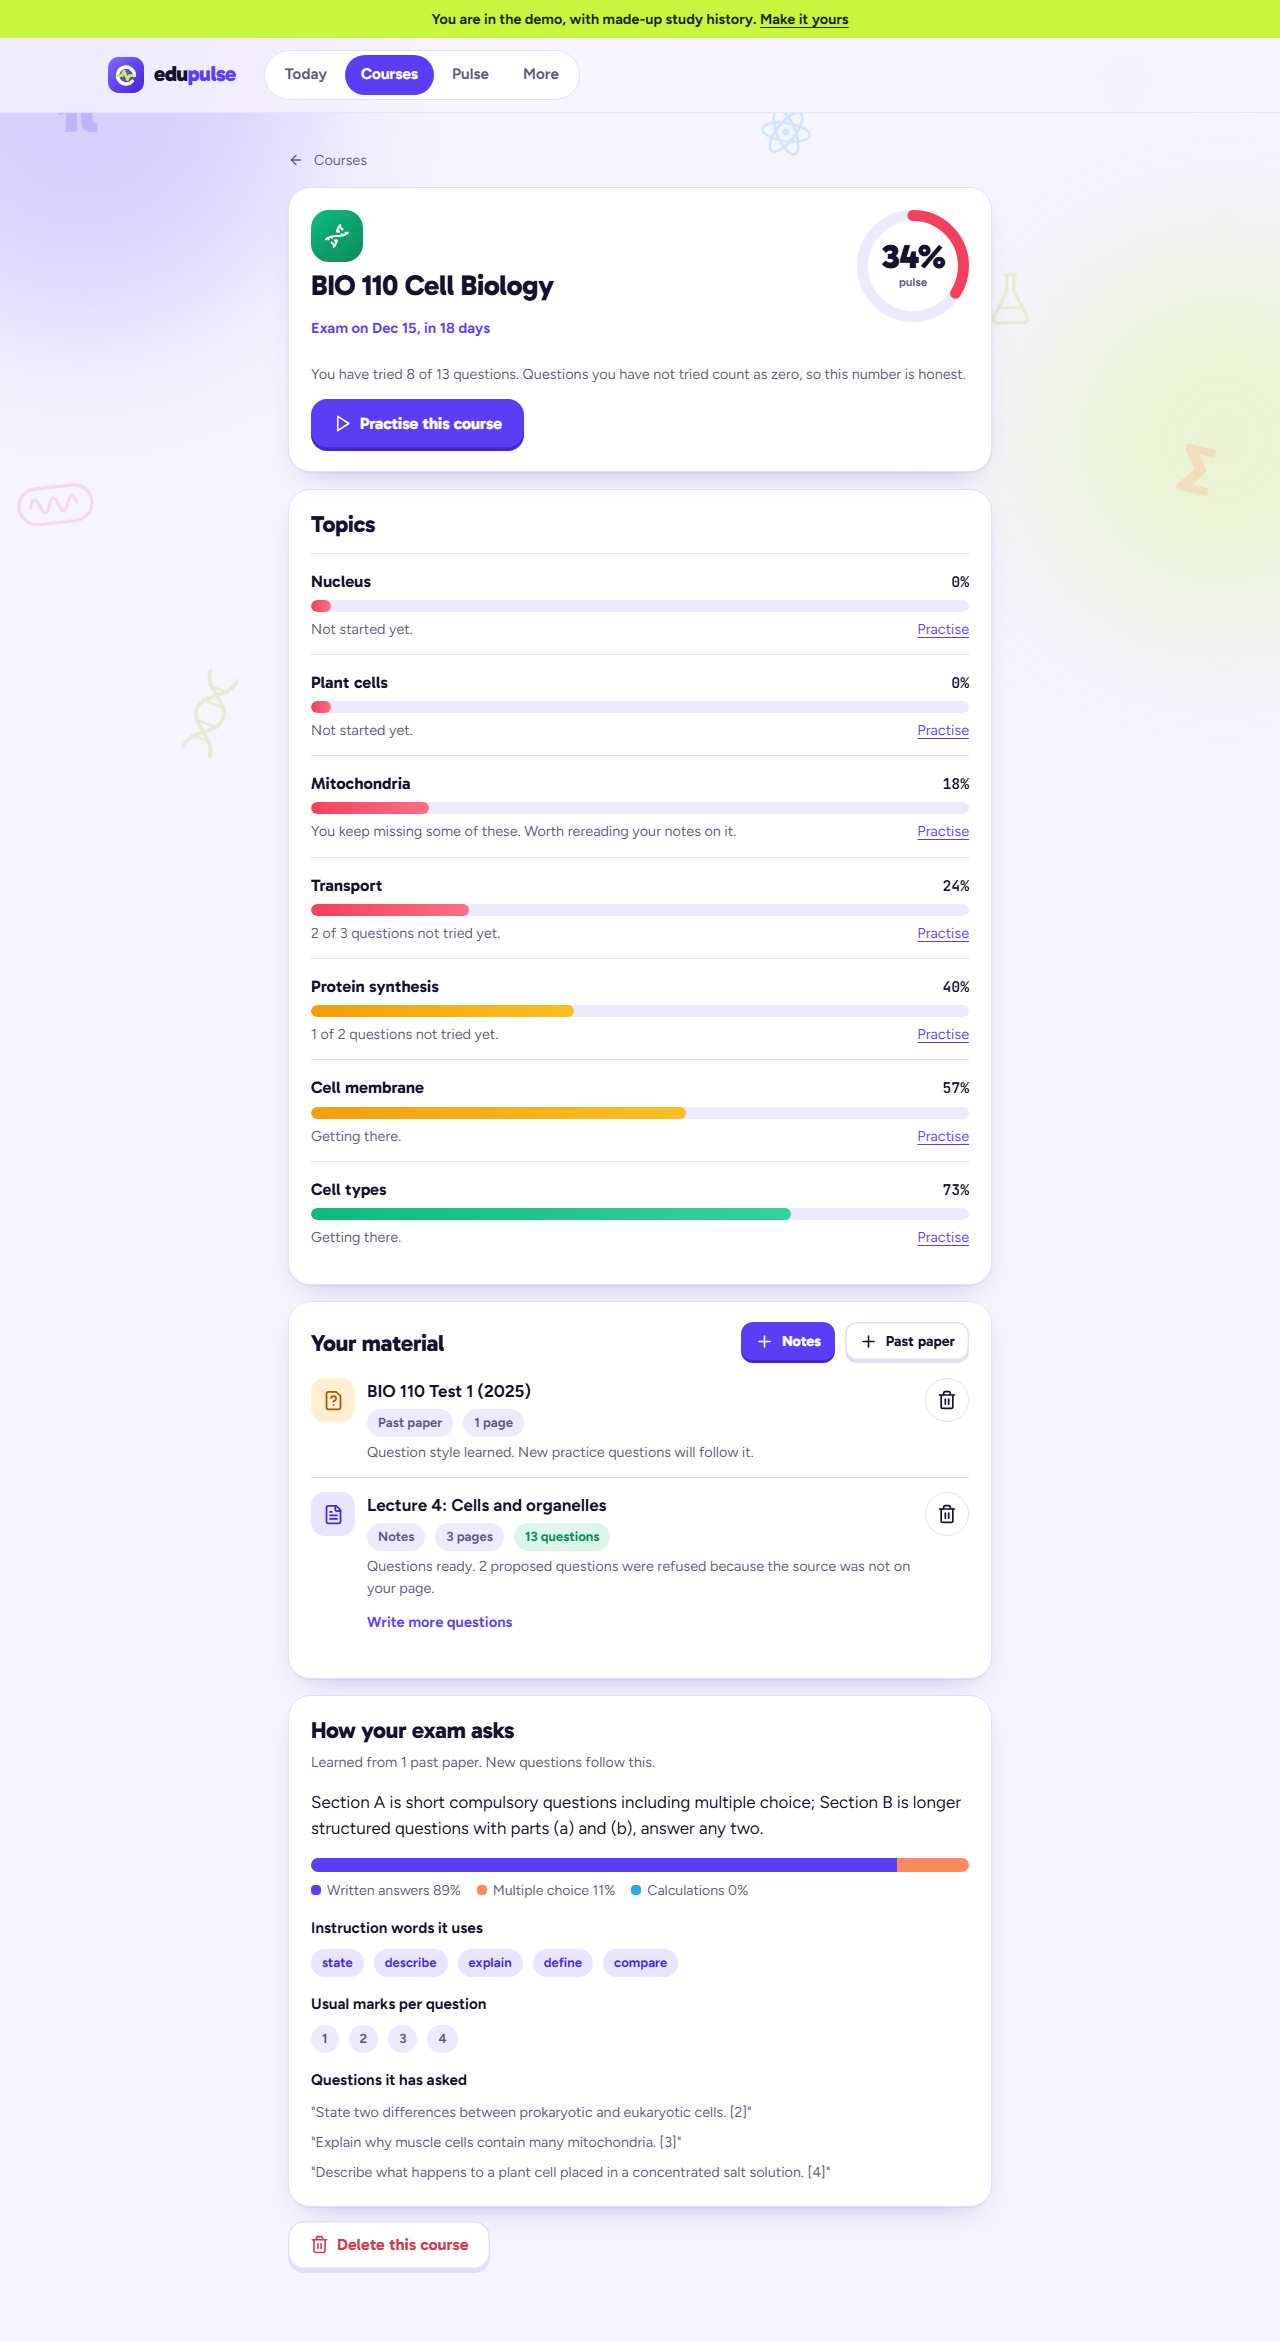 You are in the demo, with made-up study history. Make it yours
edupulse
Today
Courses
Pulse
More
π
Courses
34%
pulse
BIO 110 Cell Biology
Exam on Dec 15, in 18 days
You have tried 8 of 13 questions. Questions you have not tried count as zero, so this number is honest.
Practise this course
Σ
Topics
Nucleus 0%
Not started yet. Practise
Plant cells 0%
Not started yet. Practise
Mitochondria 18%
You keep missing some of these. Worth rereading your notes on it. Practise
Transport 24%
2 of 3 questions not tried yet. Practise
Protein synthesis 40%
1 of 2 questions not tried yet. Practise
Cell membrane 57%
Getting there. Practise
Cell types 73%
Getting there. Practise
Your material
Notes
Past paper
BIO 110 Test 1 (2025)
Past paper 1 page
Question style learned. New practice questions will follow it.
Lecture 4: Cells and organelles
Notes 3 pages 13 questions
Questions ready. 2 proposed questions were refused because the source was not on
your page.
Write more questions
How your exam asks
Learned from 1 past paper. New questions follow this.
Section A is short compulsory questions including multiple choice; Section B is longer
structured questions with parts (a) and (b), answer any two.
Written answers 89% Multiple choice 11% Calculations 0%
Instruction words it uses
state describe explain define compare
Usual marks per question
1 2 3 4
Questions it has asked
"State two differences between prokaryotic and eukaryotic cells. [2]"
"Explain why muscle cells contain many mitochondria. [3]"
"Describe what happens to a plant cell placed in a concentrated salt solution. [4]"
Delete this course